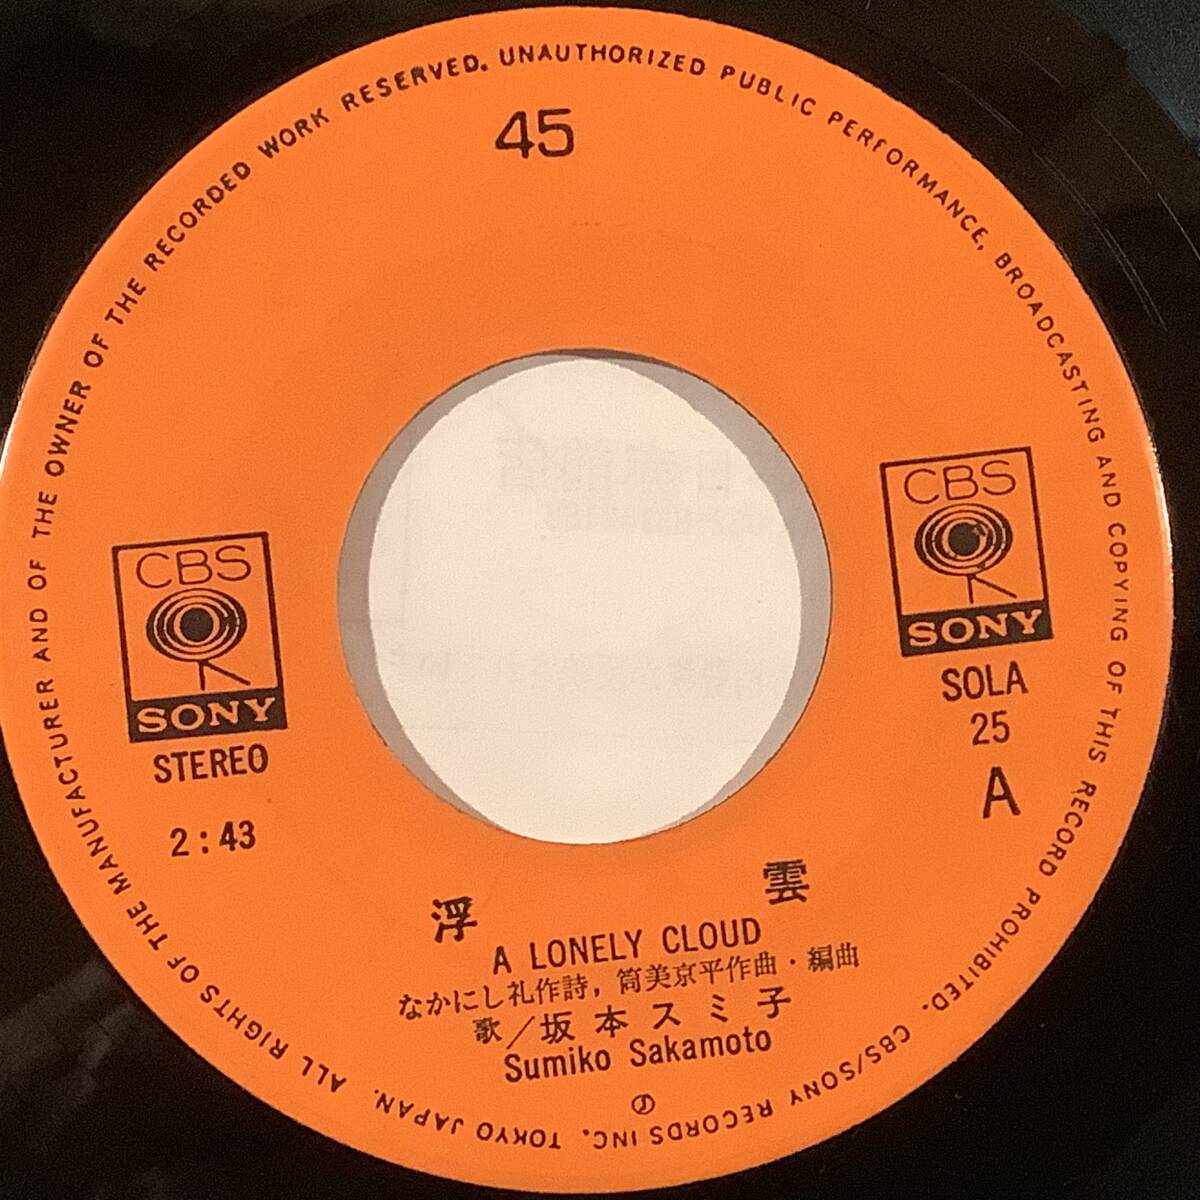 ALL RIGHTS OF THE MANUFACTURER AND OF THE OWNER OF THE RECORDED WORK RESERVED. UNAUTHORIZED PUBLIC PERFORMANCE, BROADCASTING AND COPYING OF THIS RECORD PROHIBITED. CBS/SONY RECORDS INC. TOKYO JAPAN.
45
CBS
SONY
STEREO
2:43
CBS
SONY
SOLA
25
A
浮雲
A LONELY CLOUD
なかにし礼作詩, 筒美京平作曲・編曲
歌/坂本スミ子
Sumiko Sakamoto
Ⓙ